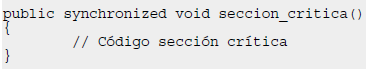 public synchronized void seccion_critica()
{
// Código sección crítica
}